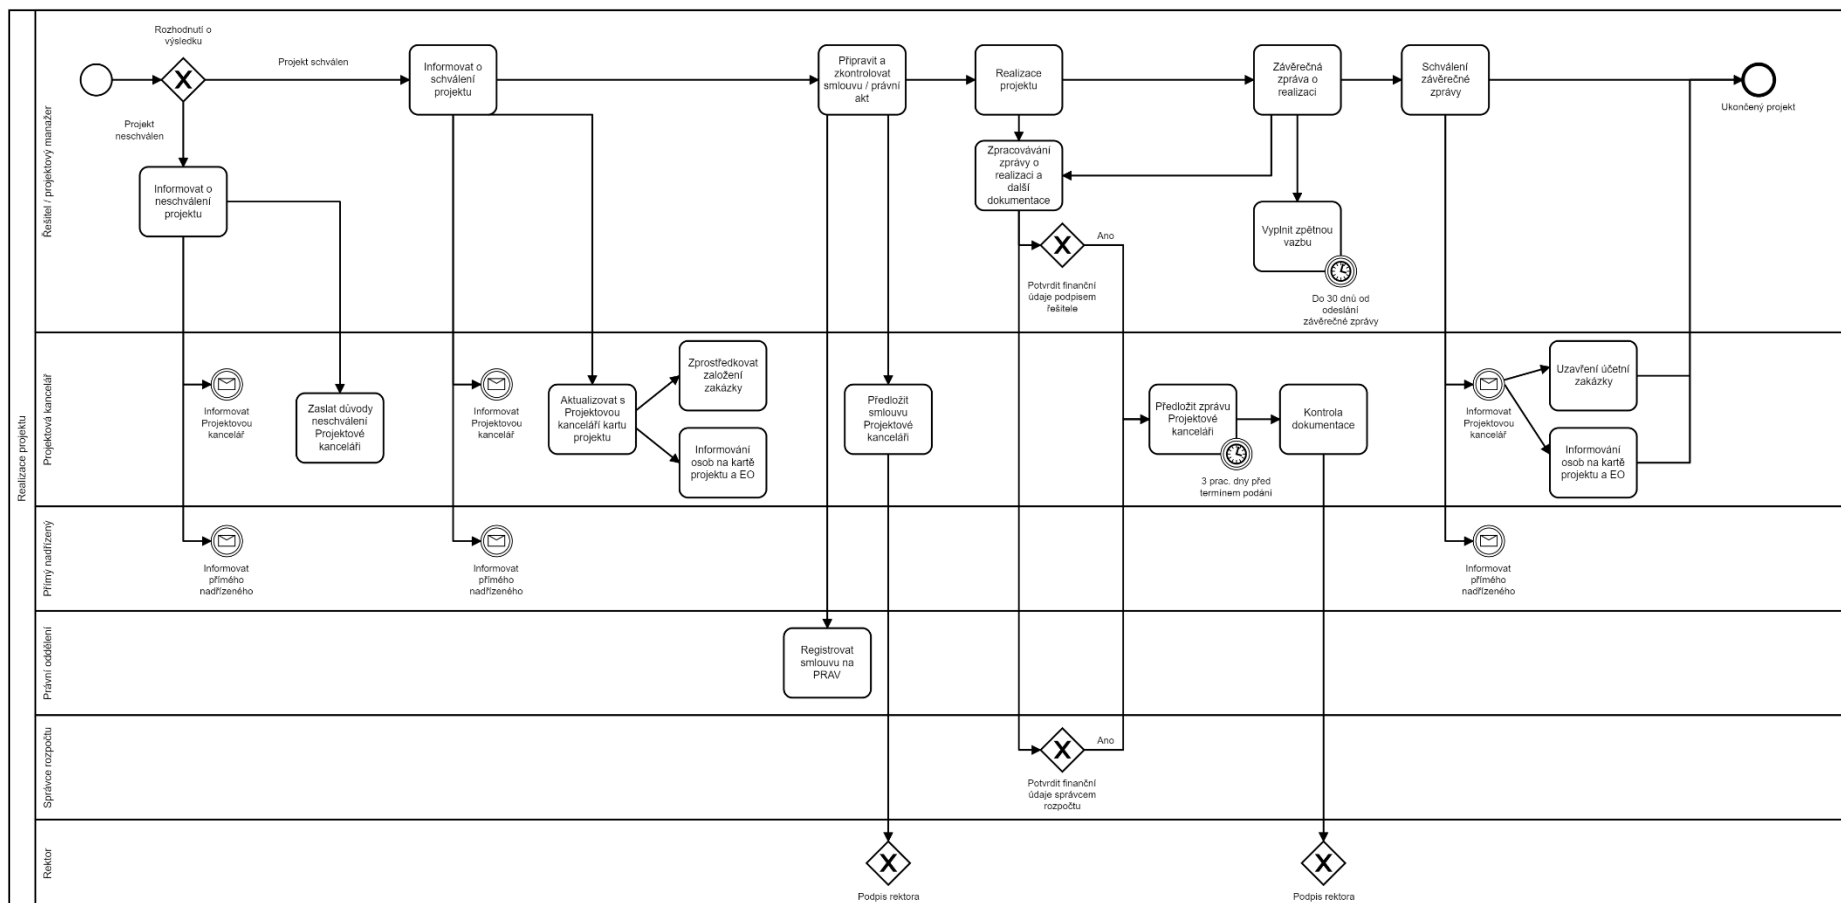 Realizace projektu
Řešitel / projektový manažer
Rozhodnutí o
výsledku
Projekt schválen
Projekt
neschválen
Informovat o
neschválení
projektu
Informovat o
schválení
projektu
Připravit a
zkontrolovat
smlouvu / právní
akt
Realizace
projektu
Zpracovávání
zprávy o
realizaci a
další
dokumentace
Ano
Potvrdit finanční
údaje podpisem
řešitele
Závěrečná
zpráva o
realizaci
Vyplnit zpětnou
vazbu
Do 30 dnů od
odeslání
závěrečné zprávy
Schválení
závěrečné
zprávy
Ukončený projekt
Projektová kancelář
Informovat
Projektovou
kancelář
Zaslat důvody
neschválení
Projektové
kanceláři
Informovat
Projektovou
kancelář
Aktualizovat s
Projektovou
kanceláří kartu
projektu
Zprostředkovat
založení
zakázky
Informování
osob na kartě
projektu a EO
Předložit
smlouvu
Projektové
kanceláři
Předložit zprávu
Projektové
kanceláři
3 prac. dny před
termínem podání
Kontrola
dokumentace
Informovat
Projektovou
kancelář
Uzavření účetní
zakázky
Informování
osob na kartě
projektu a EO
Přímý nadřízený
Informovat
přímého
nadřízeného
Informovat
přímého
nadřízeného
Informovat
přímého
nadřízeného
Právní oddělení
Registrovat
smlouvu na
PRAV
Správce rozpočtu
Ano
Potvrdit finanční
údaje správcem
rozpočtu
Rektor
Podpis rektora
Podpis rektora